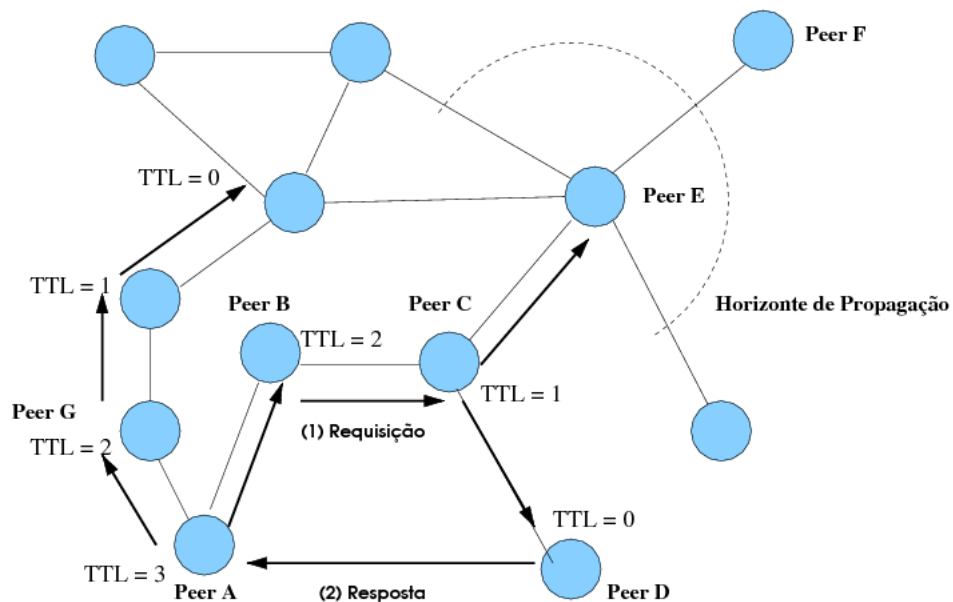 Peer F
TTL = 0
Peer E
TTL = 1
Peer B
Peer C
Horizonte de Propagação
TTL = 2
TTL = 1
Peer G
(1) Requisição
TTL = 2
TTL = 0
TTL = 3
Peer A
(2) Resposta
Peer D